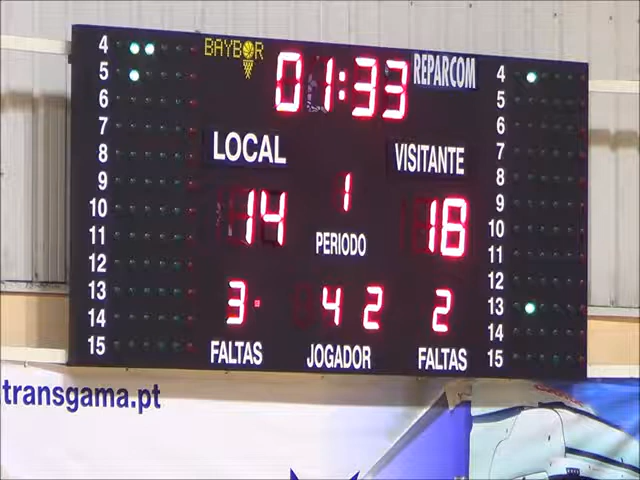 4 BAYBOR 01:33 REPARCOM 4
5 5
6 6
7 LOCAL VISITANTE 7
8 8
9 1 9
10 14 18 10
11 PERIODO 11
12 12
13 3 4 2 2 13
14 14
15 FALTAS JOGADOR FALTAS 15
transgama.pt